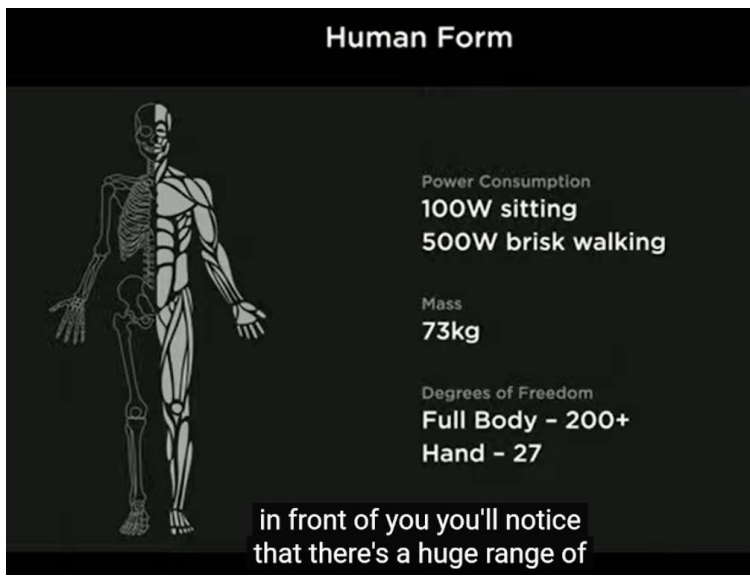 Human Form
Power Consumption
100W sitting
500W brisk walking
Mass
73kg
Degrees of Freedom
Full Body – 200+
Hand – 27
in front of you you'll notice
that there's a huge range of